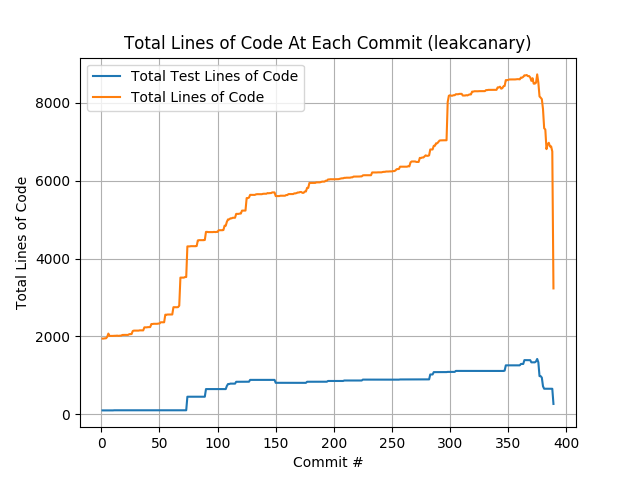 Total Lines of Code At Each Commit (leakcanary)
Total Test Lines of Code
Total Lines of Code
Total Lines of Code
8000
6000
4000
2000
0
0 50 100 150 200 250 300 350 400
Commit #